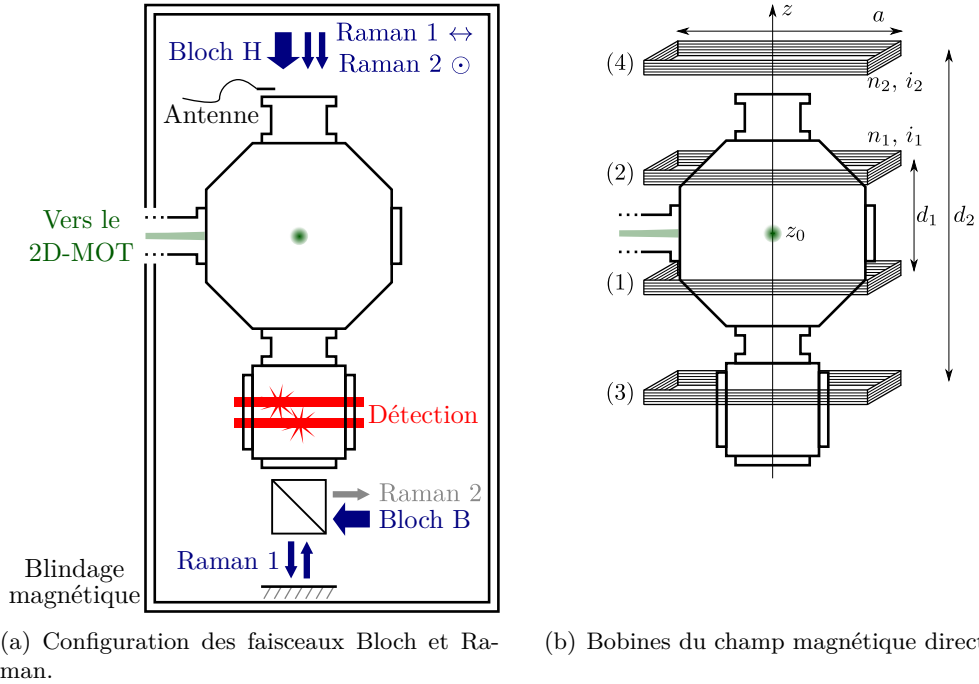 Bloch H
Raman 1 ↔
Raman 2 ⊙
Antenne
Vers le
2D-MOT
Détection
Raman 2
Bloch B
Raman 1
Blindage
magnétique
(a) Configuration des faisceaux Bloch et Ra-
man.
z
a
(4)
n₂, i₂
n₁, i₁
(2)
d₁
d₂
z₀
(1)
(3)
(b) Bobines du champ magnétique direct